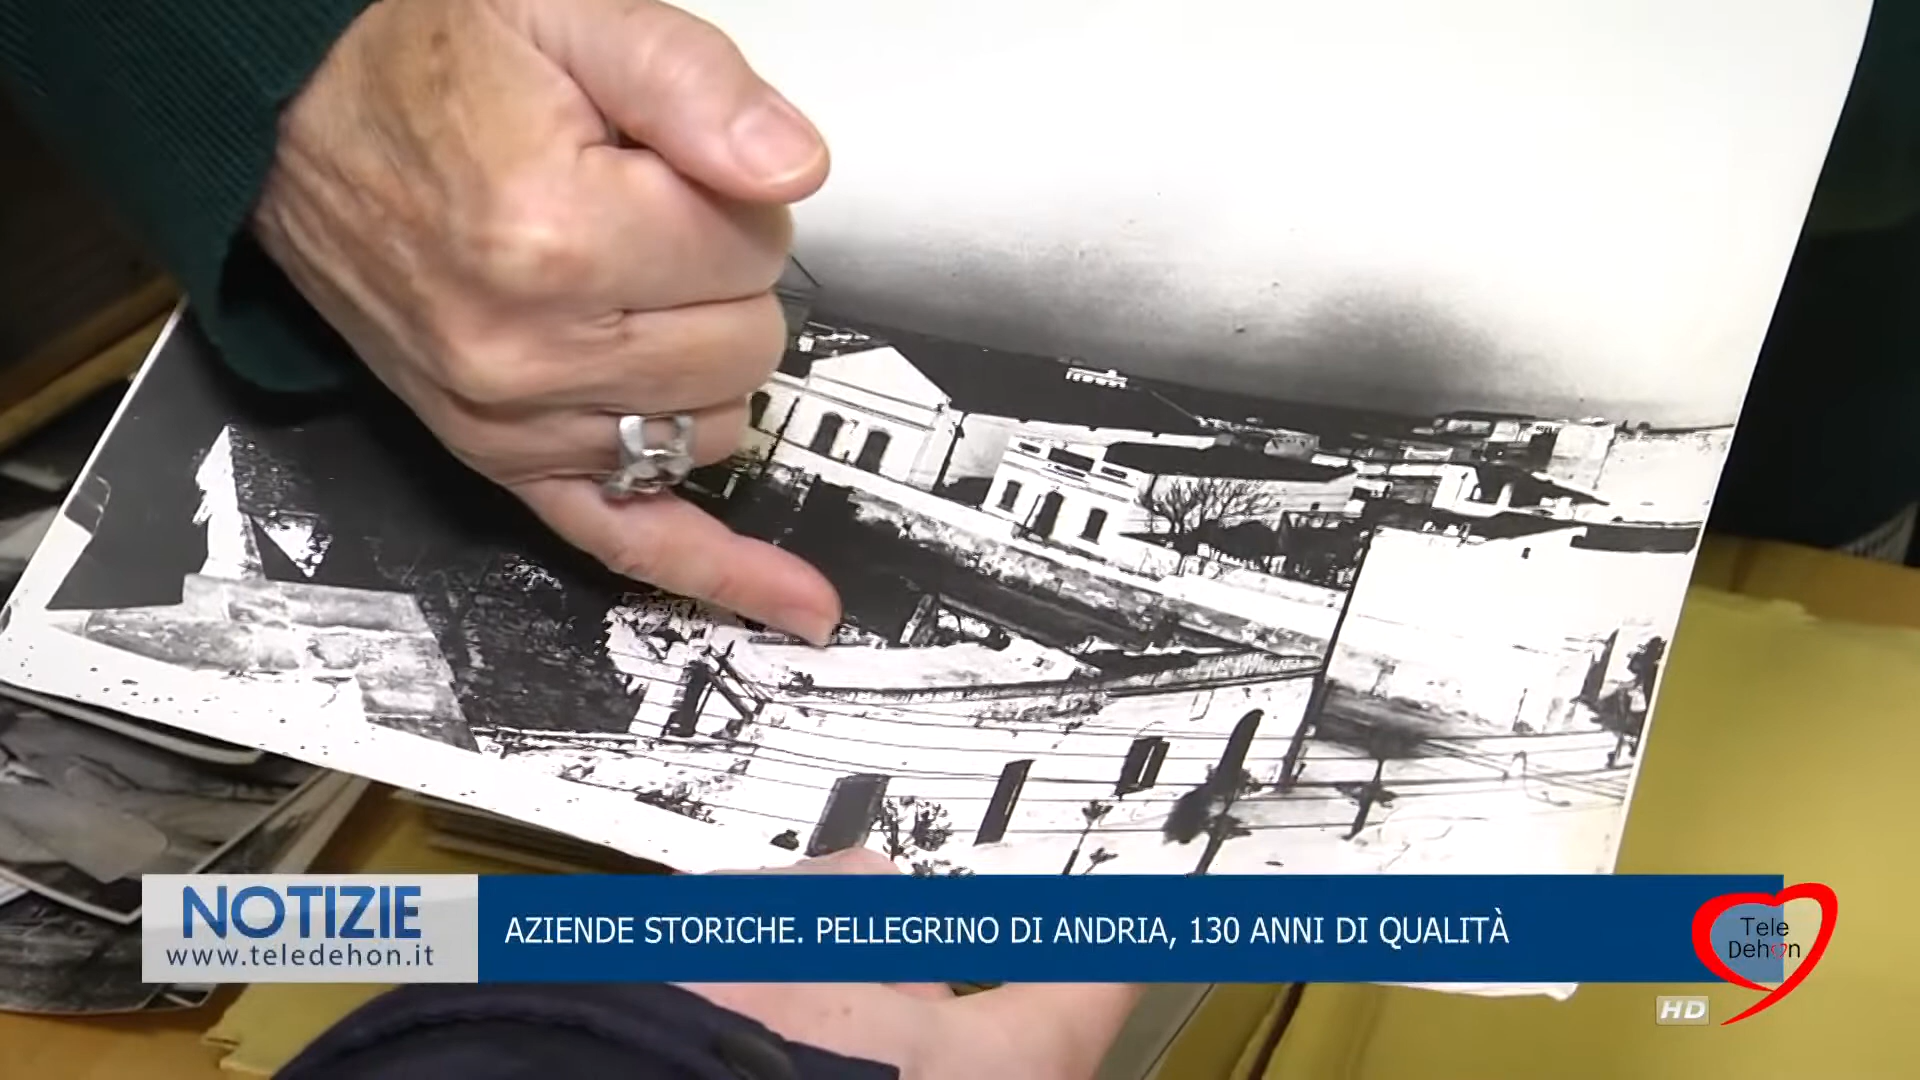 NOTIZIE
www.teledehon.it
AZIENDE STORICHE. PELLEGRINO DI ANDRIA, 130 ANNI DI QUALITÀ
Tele
Dehon
HD